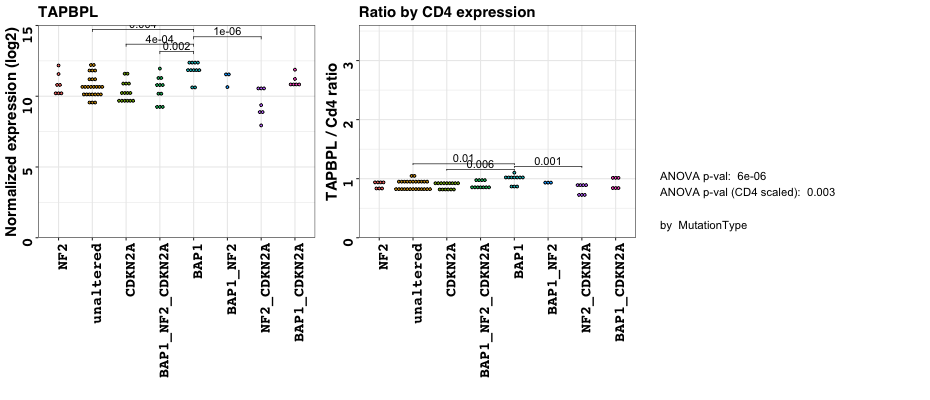 TAPBPL
Normalized expression (log2)
15
10
5
0
4e-04
0.002
1e-06
NF2
unaltered
CDKN2A
BAP1_NF2_CDKN2A
BAP1
BAP1_NF2
NF2_CDKN2A
BAP1_CDKN2A
Ratio by CD4 expression
TAPBPL / Cd4 ratio
3
2
1
0
0.01
0.006
0.001
NF2
unaltered
CDKN2A
BAP1_NF2_CDKN2A
BAP1
BAP1_NF2
NF2_CDKN2A
BAP1_CDKN2A
ANOVA p-val: 6e-06
ANOVA p-val (CD4 scaled): 0.003
by MutationType